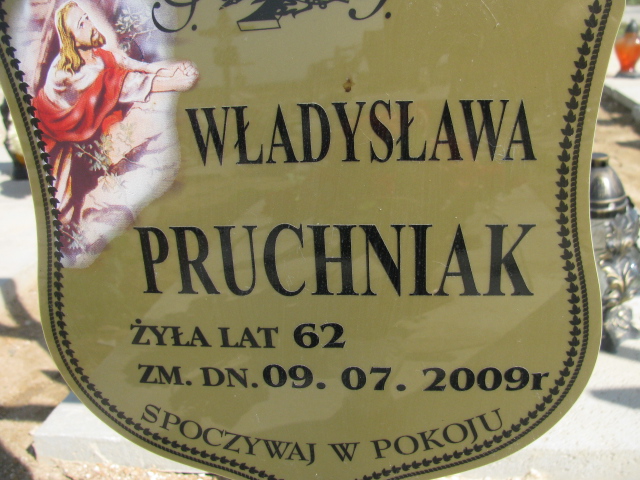 Ś. P.
WŁADYSŁAWA
PRUCHNIAK
ŻYŁA LAT 62
ZM. DN. 09. 07. 2009r
SPOCZYWAJ W POKOJU